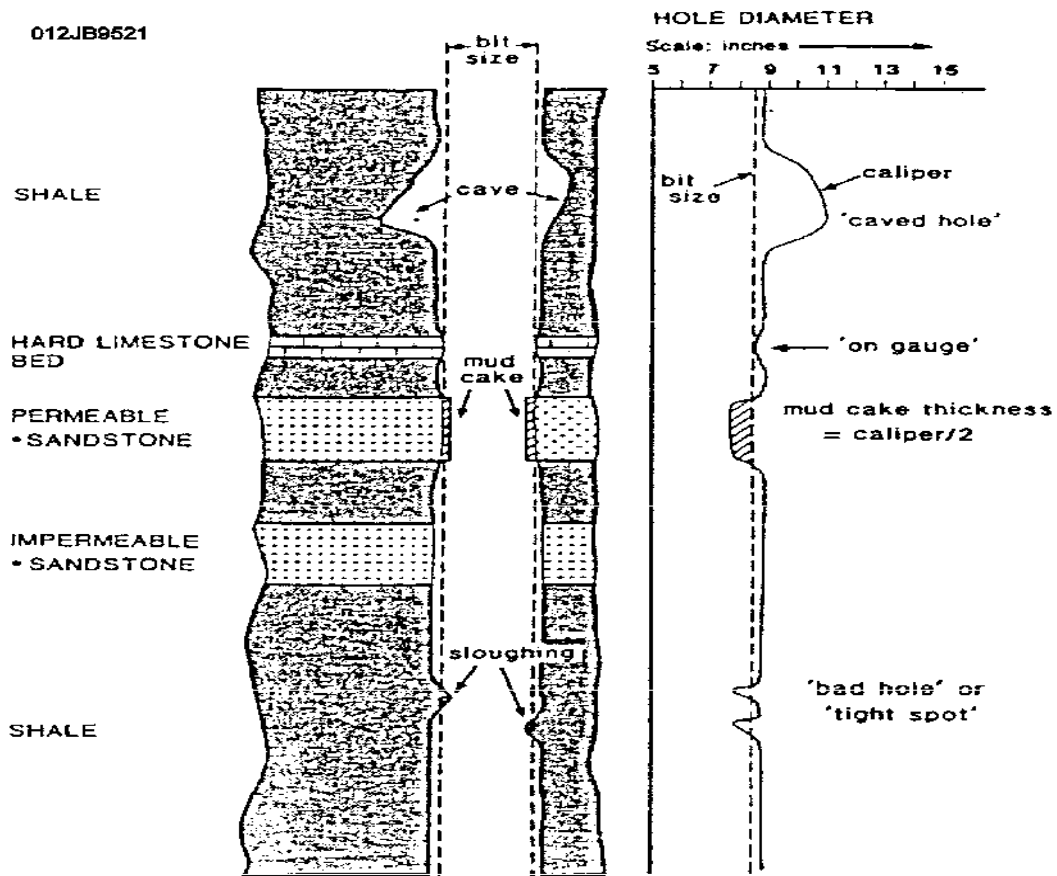 012JB9521
bit
size
HOLE DIAMETER
Scale: inches
5 7 9 11 13 15
SHALE
cave
bit
size
caliper
'caved hole'
HARD LIMESTONE
BED
mud
cake
'on gauge'
PERMEABLE
• SANDSTONE
mud cake thickness
= caliper/2
IMPERMEABLE
• SANDSTONE
sloughing
'bad hole' or
'tight spot'
SHALE